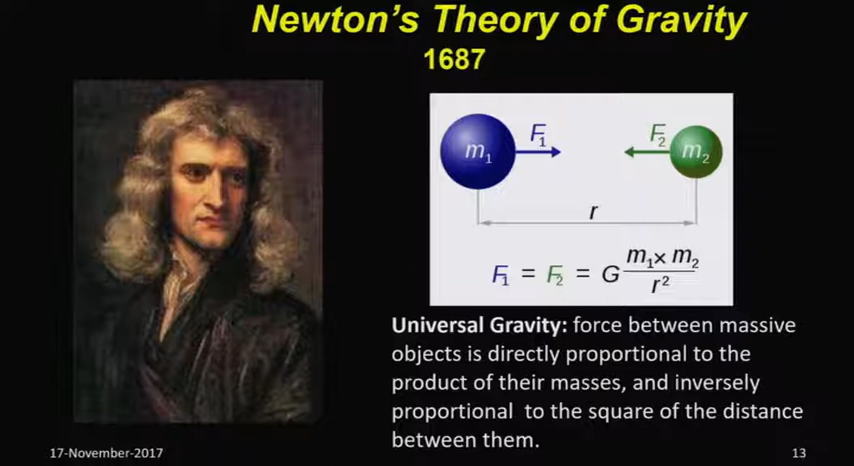 Newton's Theory of Gravity
1687
m₁ F₁ F₂ m₂
r
F₁ = F₂ = G m₁ × m₂ / r²
Universal Gravity: force between massive
objects is directly proportional to the
product of their masses, and inversely
proportional to the square of the distance
between them.
17-November-2017 13